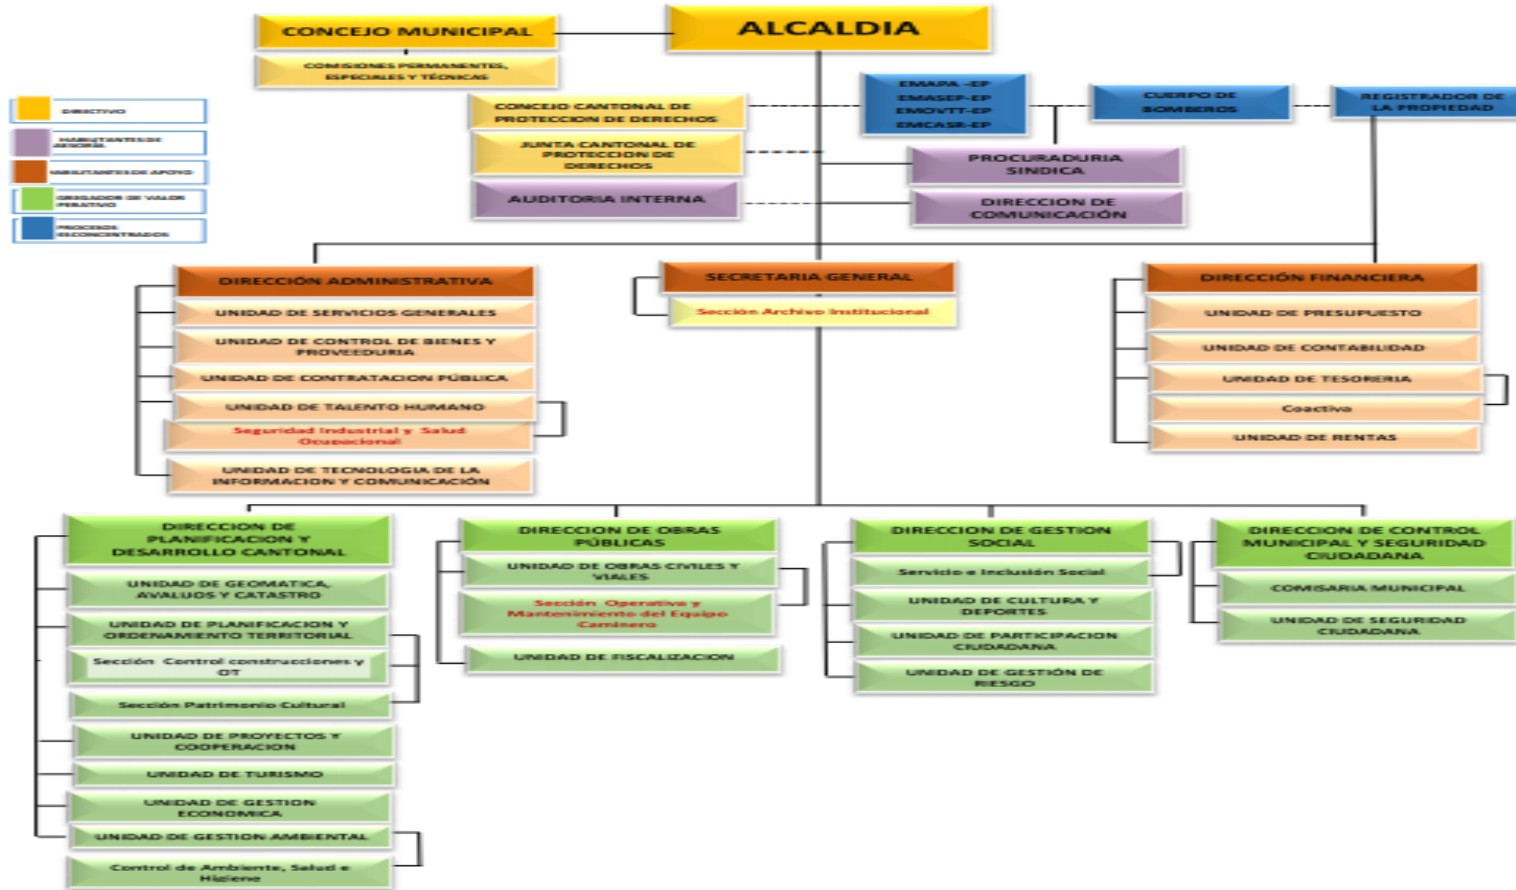 CONCEJO MUNICIPAL
ALCALDIA
COMISIONES PERMANENTES,
ESPECIALES Y TÉCNICAS
DIRECTIVO
HABILITANTES DE
HABILITANTES DE APOYO
AGREGADOR DE VALOR
PROCESOS
DESCONCENTRADOS
CONCEJO CANTONAL DE
PROTECCION DE DERECHOS
JUNTA CANTONAL DE
PROTECCION DE
DERECHOS
AUDITORIA INTERNA
EMAPA -EP
EMASEP-EP
EMOVTT-EP
EMCASR-EP
CUERPO DE
BOMBEROS
REGISTRADOR DE
LA PROPIEDAD
PROCURADURIA
SINDICA
DIRECCION DE
COMUNICACIÓN
DIRECCIÓN ADMINISTRATIVA
UNIDAD DE SERVICIOS GENERALES
UNIDAD DE CONTROL DE BIENES Y
PROVEEDURIA
UNIDAD DE CONTRATACION PÚBLICA
UNIDAD DE TALENTO HUMANO
Seguridad Industrial y Salud
Ocupacional
UNIDAD DE TECNOLOGIA DE LA
INFORMACION Y COMUNICACIÓN
SECRETARIA GENERAL
Sección Archivo Institucional
DIRECCIÓN FINANCIERA
UNIDAD DE PRESUPUESTO
UNIDAD DE CONTABILIDAD
UNIDAD DE TESORERIA
Coactiva
UNIDAD DE RENTAS
DIRECCION DE
PLANIFICACION Y
DESARROLLO CANTONAL
UNIDAD DE GEOMATICA,
AVALUOS Y CATASTRO
UNIDAD DE PLANIFICACION Y
ORDENAMIENTO TERRITORIAL
Sección Control construcciones y
OT
Sección Patrimonio Cultural
UNIDAD DE PROYECTOS Y
COOPERACION
UNIDAD DE TURISMO
UNIDAD DE GESTION
ECONOMICA
UNIDAD DE GESTION AMBIENTAL
Control de Ambiente, Salud e
Higiene
DIRECCION DE OBRAS
PÚBLICAS
UNIDAD DE OBRAS CIVILES Y
VIALES
Sección Operativa y
Mantenimiento del Equipo
Caminero
UNIDAD DE FISCALIZACION
DIRECCION DE GESTION
SOCIAL
Servicio e Inclusión Social
UNIDAD DE CULTURA Y
DEPORTES
UNIDAD DE PARTICIPACION
CIUDADANA
UNIDAD DE GESTIÓN DE
RIESGO
DIRECCION DE CONTROL
MUNICIPAL Y SEGURIDAD
CIUDADANA
COMISARIA MUNICIPAL
UNIDAD DE SEGURIDAD
CIUDADANA